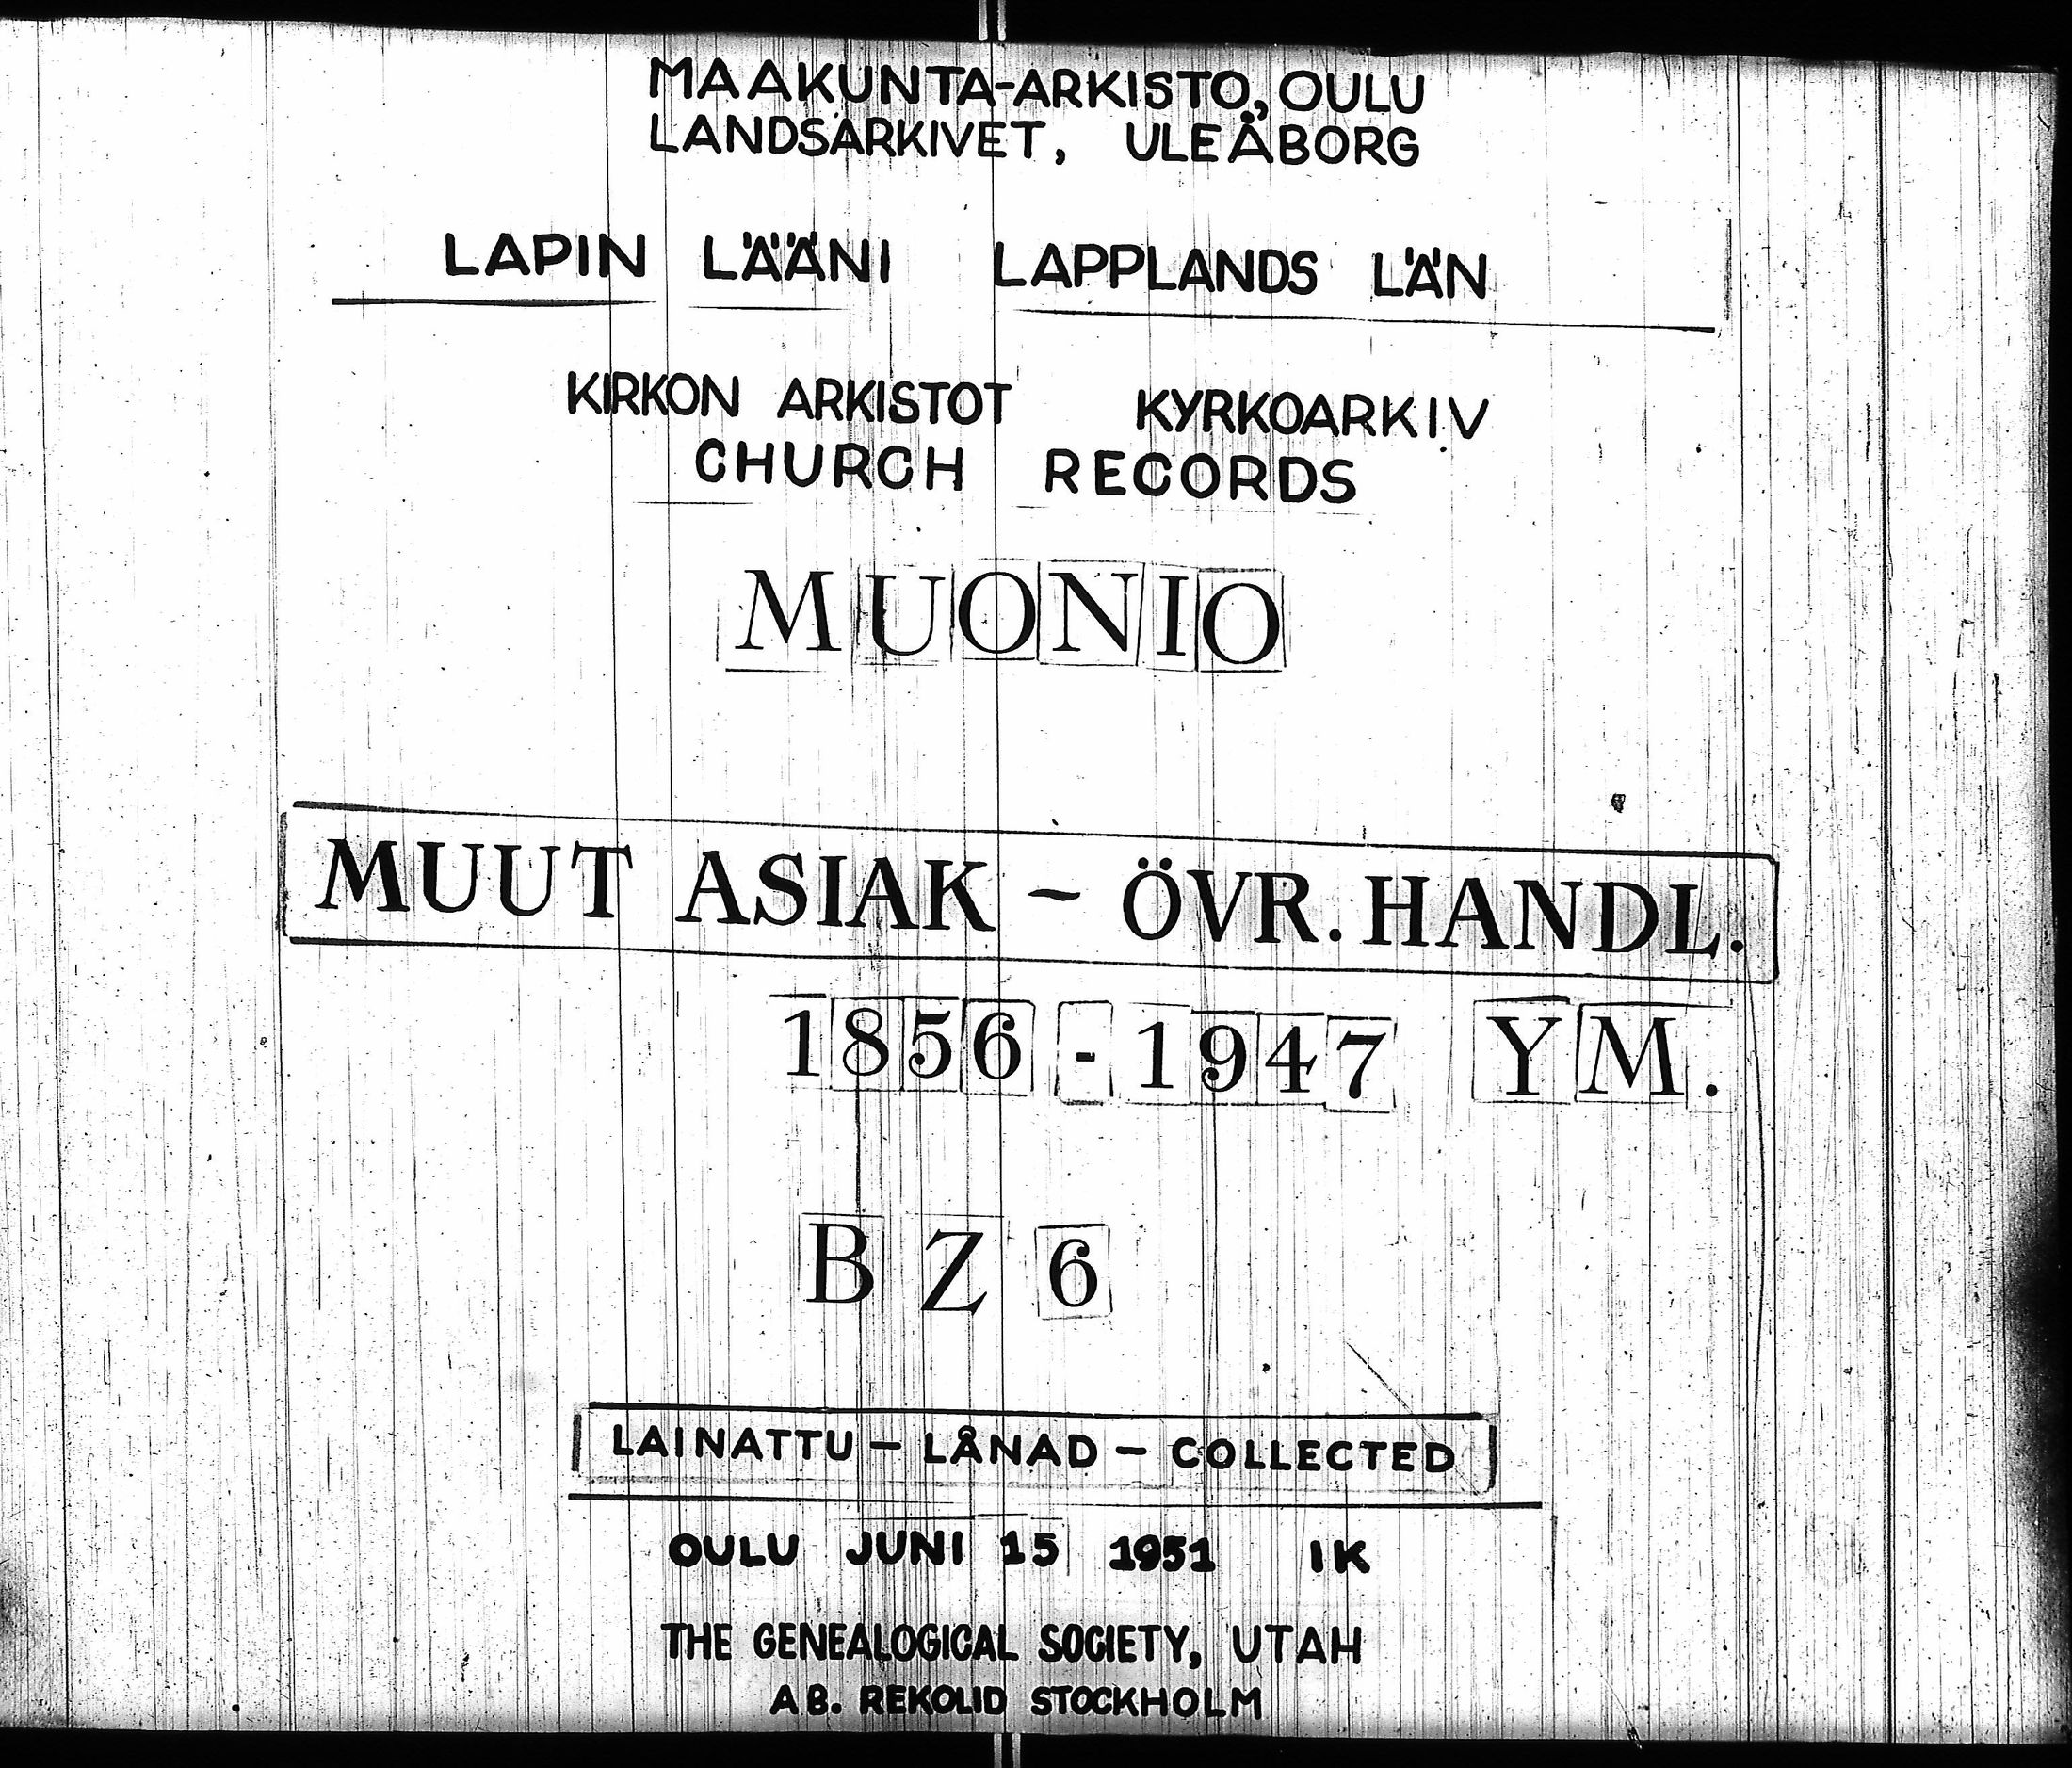 MAAKUNTA-ARKISTO, OULU
LANDSARKIVET, ULEÅBORG
LAPIN LÄÄNI LAPPLANDS LÄN
KIRKON ARKISTOT KYRKOARKIV
CHURCH RECORDS
MUONIO
MUUT ASIAK - ÖVR. HANDL.
1856 - 1947 YM.
B Z 6
LAINATTU - LÅNAD - COLLECTED
OULU JUNI 15 1951 IK
THE GENEALOGICAL SOCIETY, UTAH
AB. REKOLID STOCKHOLM